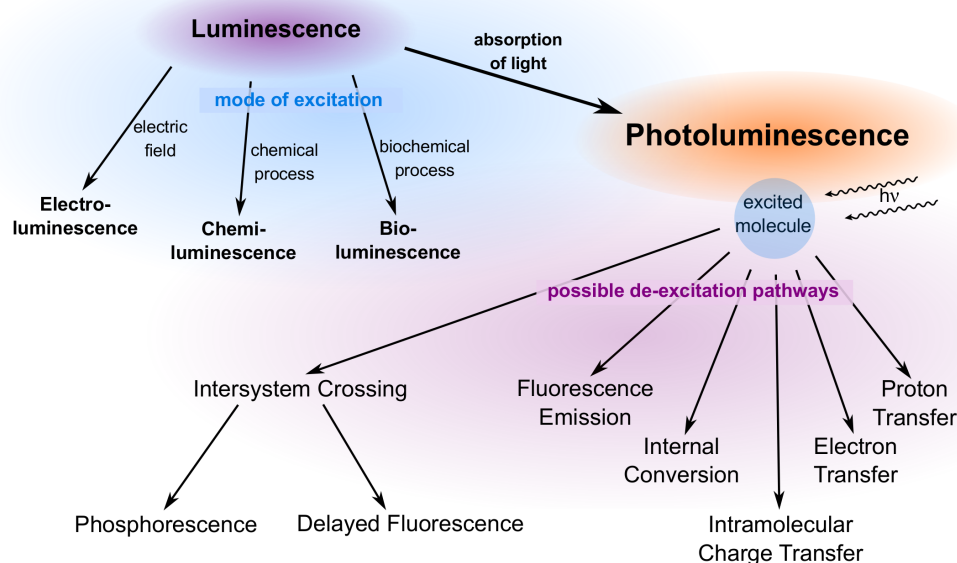 Luminescence
absorption
of light
mode of excitation
Photoluminescence
electric
field
chemical
process
biochemical
process
Electro-
luminescence
Chemi-
luminescence
Bio-
luminescence
excited
molecule
hν
possible de-excitation pathways
Intersystem Crossing
Fluorescence
Emission
Internal
Conversion
Intramolecular
Charge Transfer
Electron
Transfer
Proton
Transfer
Phosphorescence
Delayed Fluorescence